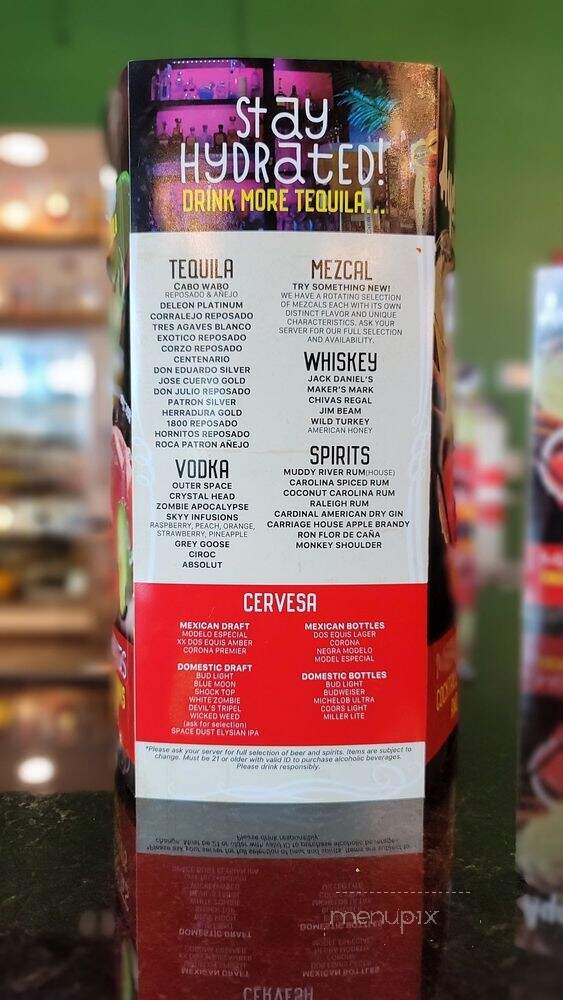 Stay
HYDRATED!
DRINK MORE TEQUILA...
TEQUILA
CABO WABO
REPOSADO & AÑEJO
DELEON PLATINUM
CORRALEJO REPOSADO
TRES AGAVES BLANCO
EXOTICO REPOSADO
CORZO REPOSADO
CENTENARIO
DON EDUARDO SILVER
JOSE CUERVO GOLD
DON JULIO REPOSADO
PATRON SILVER
HERRADURA GOLD
1800 REPOSADO
HORNITOS REPOSADO
ROCA PATRON AÑEJO
VODKA
OUTER SPACE
CRYSTAL HEAD
ZOMBIE APOCALYPSE
SKYY INFUSIONS
RASPBERRY, PEACH, ORANGE,
STRAWBERRY, PINEAPPLE
GREY GOOSE
CIROC
ABSOLUT
MEZCAL
TRY SOMETHING NEW!
WE HAVE A ROTATING SELECTION
OF MEZCALS EACH WITH ITS OWN
DISTINCT FLAVOR AND UNIQUE
CHARACTERISTICS. ASK YOUR
SERVER FOR OUR FULL SELECTION
AND AVAILABILITY.
WHISKEY
JACK DANIEL'S
MAKER'S MARK
CHIVAS REGAL
JIM BEAM
WILD TURKEY
AMERICAN HONEY
SPIRITS
MUDDY RIVER RUM(HOUSE)
CAROLINA SPICED RUM
COCONUT CAROLINA RUM
RALEIGH RUM
CARDINAL AMERICAN DRY GIN
CARRIAGE HOUSE APPLE BRANDY
RON FLOR DE CAÑA
MONKEY SHOULDER
CERVESA
MEXICAN DRAFT
MODELO ESPECIAL
XX DOS EQUIS AMBER
CORONA PREMIER
DOMESTIC DRAFT
BUD LIGHT
BLUE MOON
SHOCK TOP
WHITE ZOMBIE
DEVIL'S TRIPEL
WICKED WEED
(ask for selection)
SPACE DUST ELYSIAN IPA
MEXICAN BOTTLES
DOS EQUIS LAGER
CORONA
NEGRA MODELO
MODEL ESPECIAL
DOMESTIC BOTTLES
BUD LIGHT
BUDWEISER
MICHELOB ULTRA
COORS LIGHT
MILLER LITE
*Please ask your server for full selection of beer and spirits. Items are subject to
change. Must be 21 or older with valid ID to purchase alcoholic beverages.
Please drink responsibly.
menupix